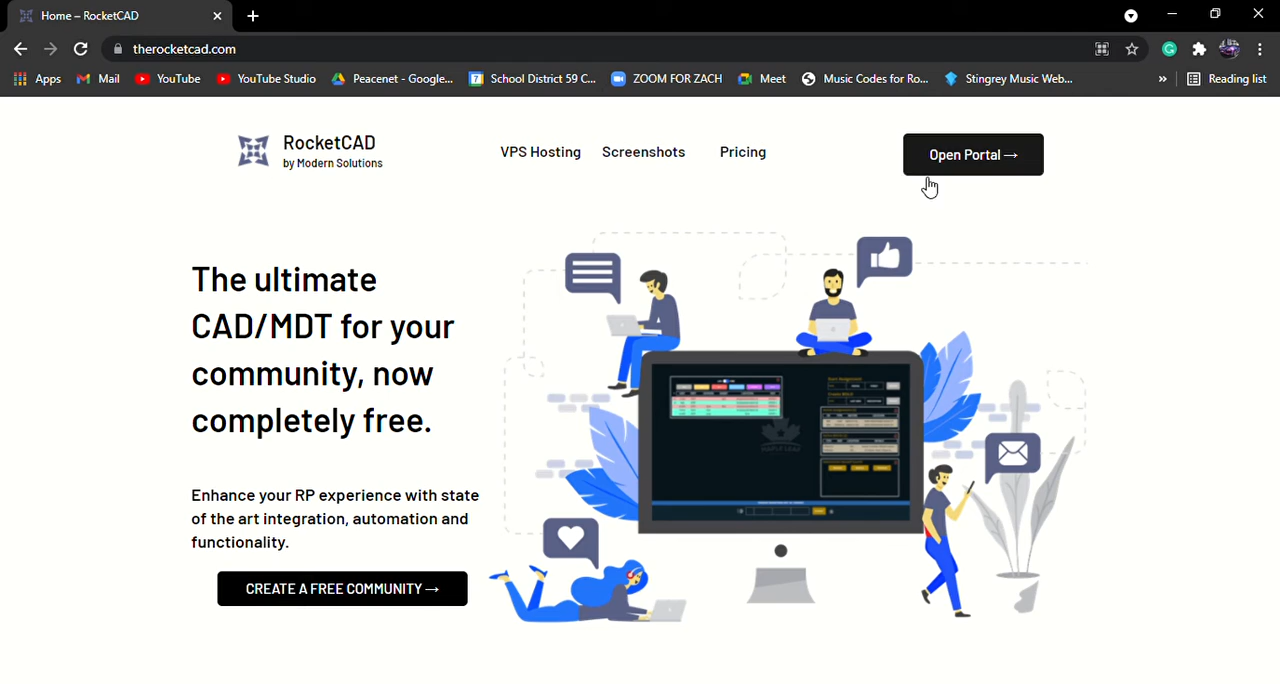 Home – RocketCAD
therocketcad.com
Apps
Mail
YouTube
YouTube Studio
Peacenet - Google...
7
School District 59 C...
ZOOM FOR ZACH
Meet
Music Codes for Ro...
Stingrey Music Web...
»
Reading list
RocketCAD
by Modern Solutions
VPS Hosting
Screenshots
Pricing
Open Portal →
The ultimate
CAD/MDT for your
community, now
completely free.
Enhance your RP experience with state
of the art integration, automation and
functionality.
CREATE A FREE COMMUNITY →
MAPLE LEAF